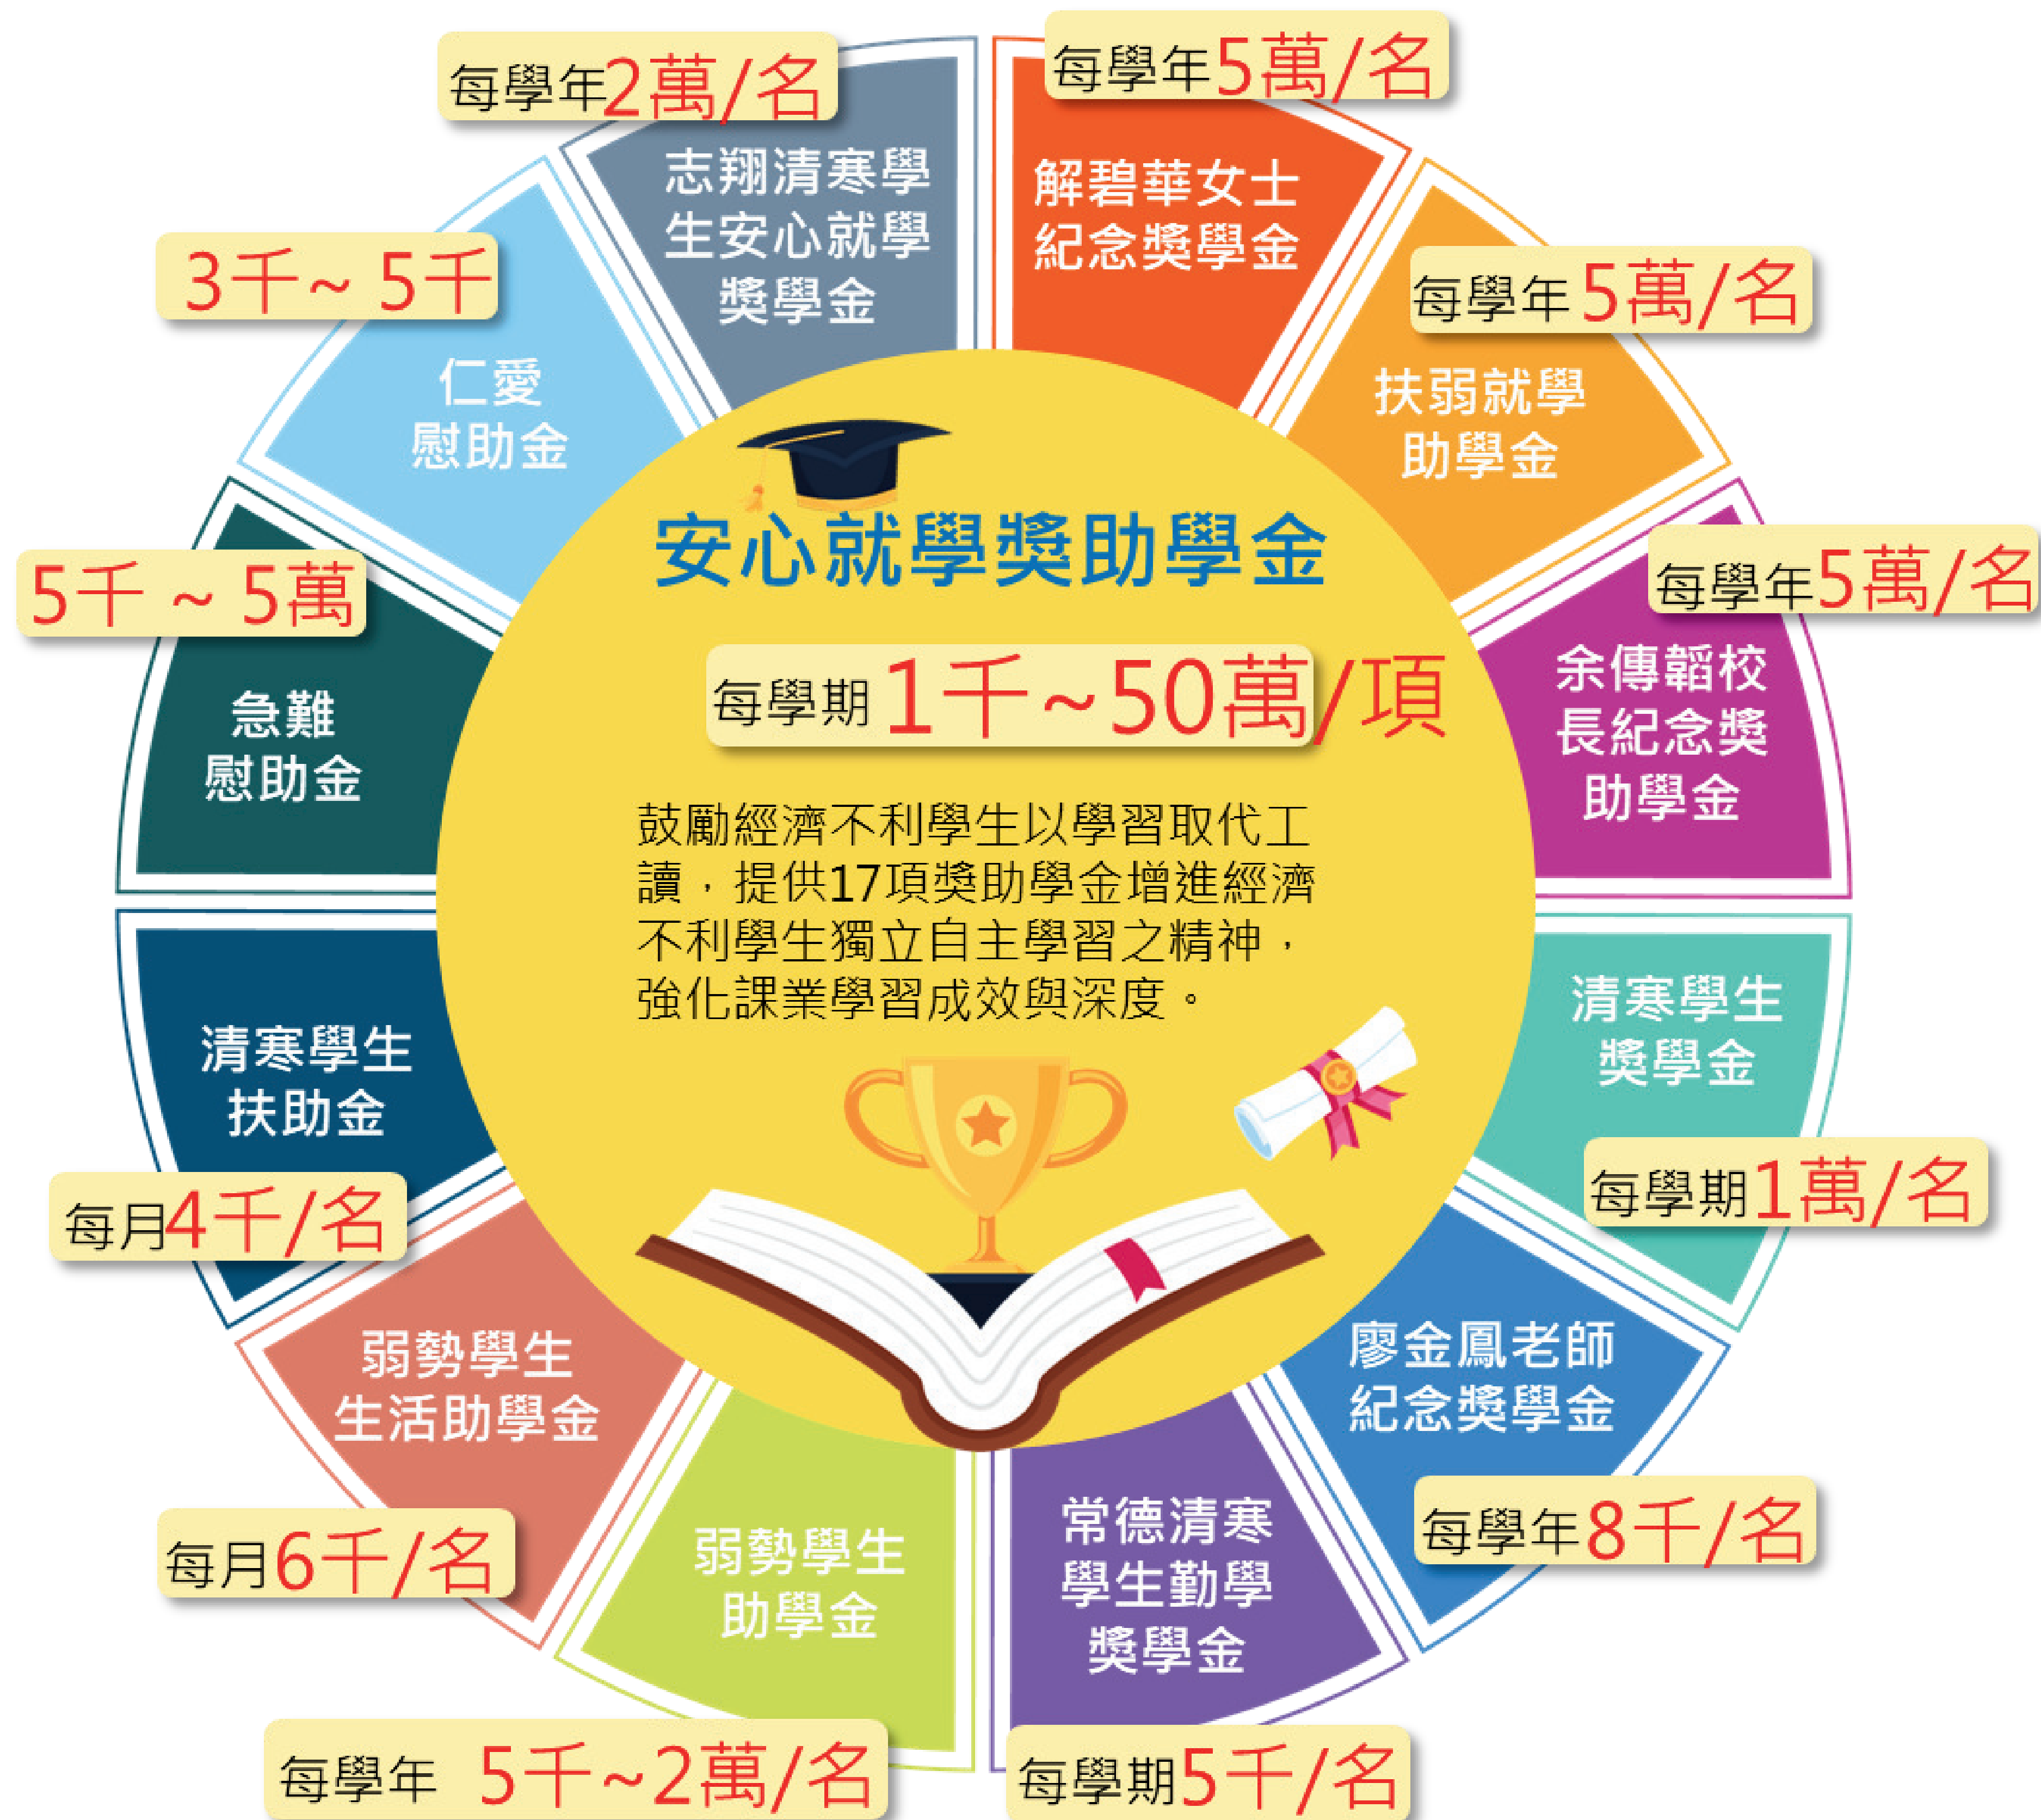 安心就學獎助學金
每學期1千~50萬/項
鼓勵經濟不利學生以學習取代工
讀，提供17項獎助學金增進經濟
不利學生獨立自主學習之精神，
強化課業學習成效與深度。
每學年5萬/名
解碧華女士
紀念獎學金
每學年5萬/名
扶弱就學
助學金
每學年5萬/名
余傳韜校
長紀念獎
助學金
清寒學生
獎學金
每學期1萬/名
廖金鳳老師
紀念獎學金
每學年8千/名
常德清寒
學生勤學
獎學金
每學期5千/名
弱勢學生
助學金
每學年 5千~2萬/名
弱勢學生
生活助學金
每月6千/名
清寒學生
扶助金
每月4千/名
5千 ~ 5萬
急難
慰助金
3千~ 5千
仁愛
慰助金
每學年2萬/名
志翔清寒學
生安心就學
獎學金